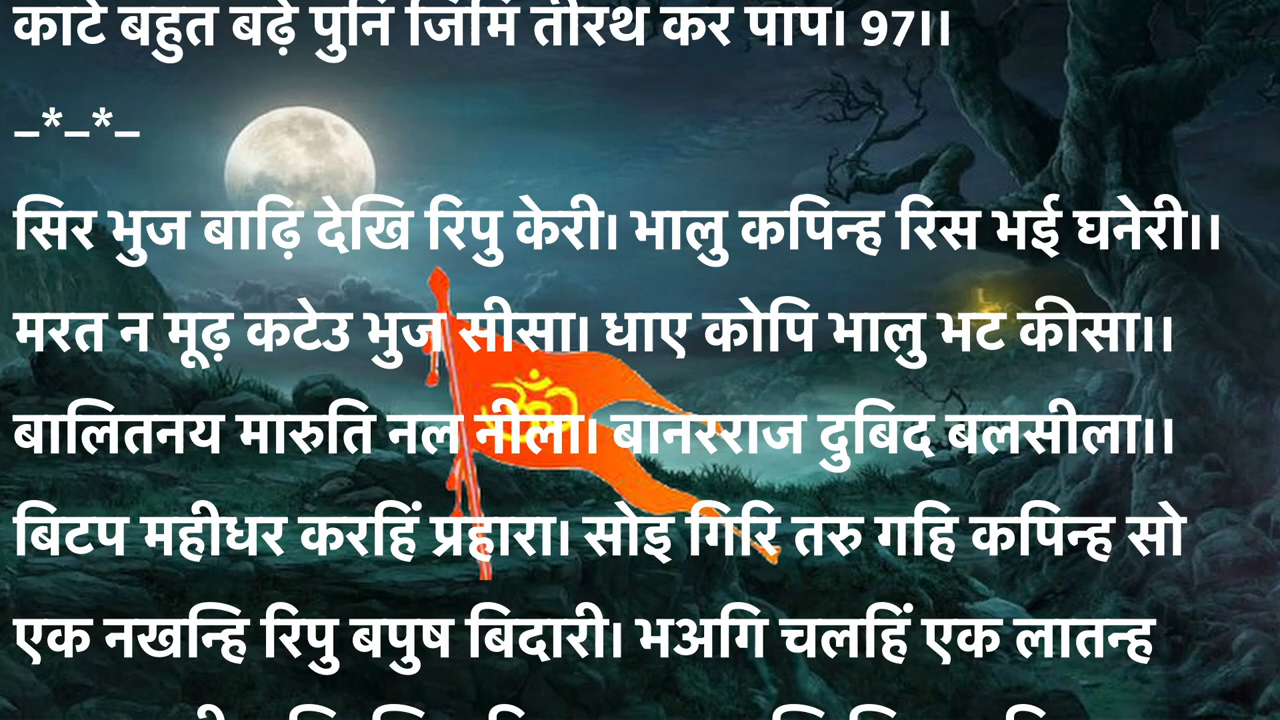 काटे बहुत बढ़े पुनि जिमि तीरथ कर पाप। 97।।
–*–*–
सिर भुज बाढ़ि देखि रिपु केरी। भालु कपिन्ह रिस भई घनेरी।।
मरत न मूढ़ कटेउ भुज सीसा। धाए कोपि भालु भट कीसा।।
बालितनय मारुति नल नीला। बानरराज दुबिद बलसीला।।
बिटप महीधर करहिं प्रहारा। सोइ गिरि तरु गहि कपिन्ह सो
एक नखन्हि रिपु बपुष बिदारी। भअगि चलहिं एक लातन्ह